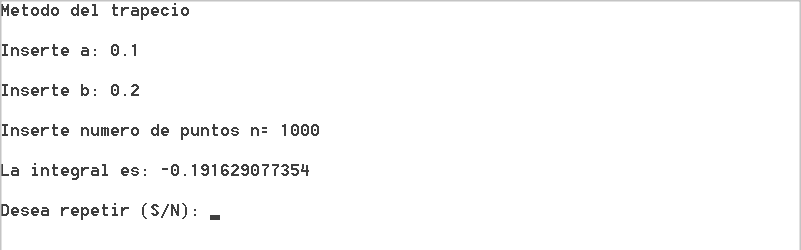 Metodo del trapecio
Inserte a: 0.1
Inserte b: 0.2
Inserte numero de puntos n= 1000
La integral es: -0.191629077354
Desea repetir (S/N): _